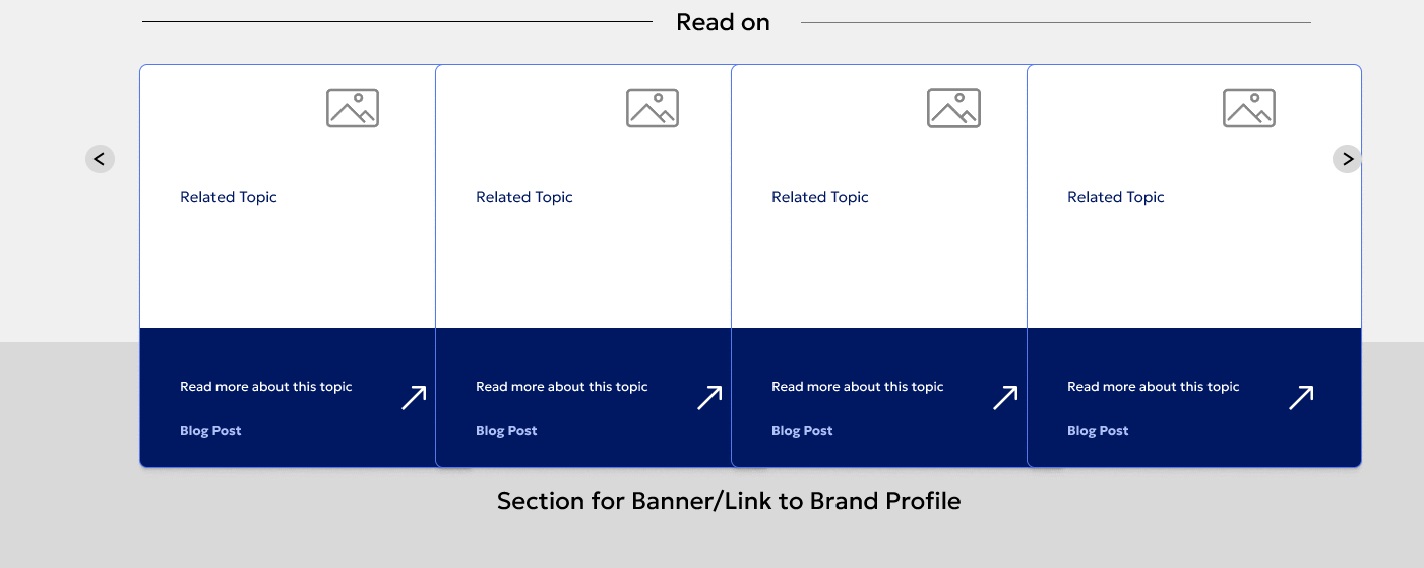 Read on
<
>
Related Topic
Related Topic
Related Topic
Related Topic
Read more about this topic
Read more about this topic
Read more about this topic
Read more about this topic
Blog Post
Blog Post
Blog Post
Blog Post
Section for Banner/Link to Brand Profile